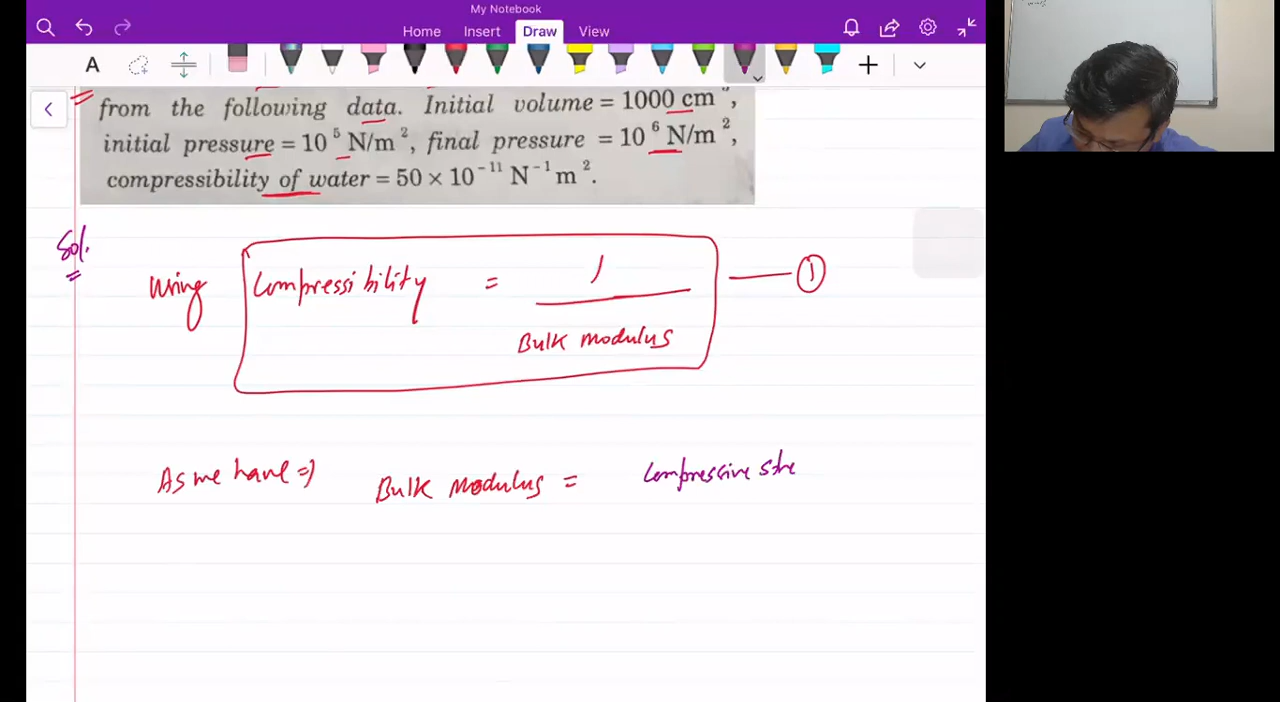 My Notebook
Home Insert Draw View
A
from the following data. Initial volume = 1000 cm³,
initial pressure = 10⁵ N/m², final pressure = 10⁶ N/m²,
compressibility of water = 50 × 10⁻¹¹ N⁻¹ m².
Sol.
using Compressibility = 1 / Bulk modulus — ①
As we have ⇒ Bulk Modulus = Compressive stre